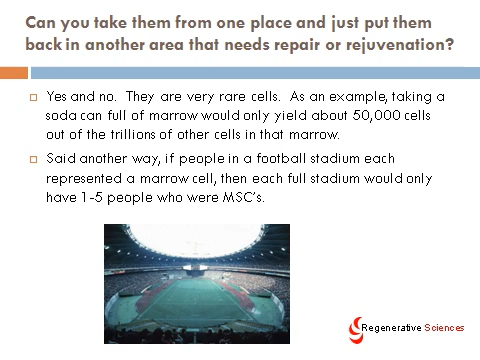 Can you take them from one place and just put them
back in another area that needs repair or rejuvenation?
Yes and no. They are very rare cells. As an example, taking a
soda can full of marrow would only yield about 50,000 cells
out of the trillions of other cells in that marrow.
Said another way, if people in a football stadium each
represented a marrow cell, then each full stadium would only
have 1-5 people who were MSC's.
Regenerative Sciences